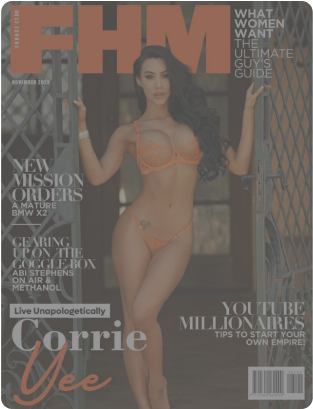 FHM
WHAT
WOMEN
WANT
THE
ULTIMATE
GUY'S
GUIDE
NOVEMBER 2023
NEW
MISSION
ORDERS
A MATURE
BMW X2
GEARING
UP ON THE
GOGGLE-BOX
ABI STEPHENS
ON AIR &
METHANOL
Live Unapologetically
Corrie
Yee
YOUTUBE
MILLIONAIRES
TIPS TO START YOUR
OWN EMPIRE!